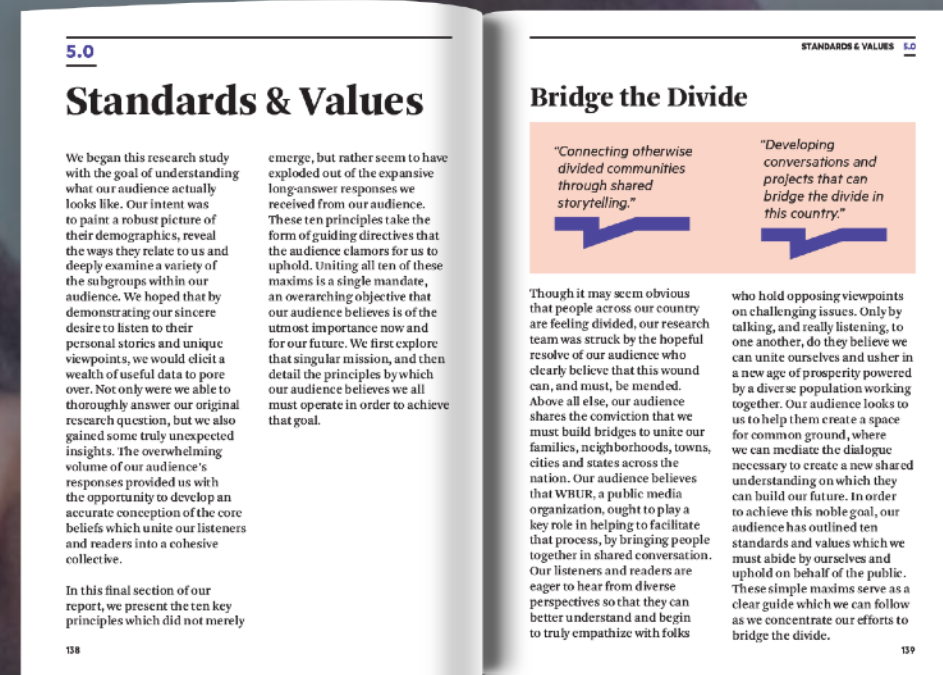 5.0
Standards & Values
We began this research study
with the goal of understanding
what our audience actually
looks like. Our intent was
to paint a robust picture of
their demographics, reveal
the ways they relate to us and
deeply examine a variety of
the subgroups within our
audience. We hoped that by
demonstrating our sincere
desire to listen to their
personal stories and unique
viewpoints, we would elicit a
wealth of useful data to pore
over. Not only were we able to
thoroughly answer our original
research question, but we also
gained some truly unexpected
insights. The overwhelming
volume of our audience's
responses provided us with
the opportunity to develop an
accurate conception of the core
beliefs which unite our listeners
and readers into a cohesive
collective.
In this final section of our
report, we present the ten key
principles which did not merely
emerge, but rather seem to have
exploded out of the expansive
long-answer responses we
received from our audience.
These ten principles take the
form of guiding directives that
the audience clamors for us to
uphold. Uniting all ten of these
maxims is a single mandate,
an overarching objective that
our audience believes is of the
utmost importance now and
for our future. We first explore
that singular mission, and then
detail the principles by which
our audience believes we all
must operate in order to achieve
that goal.
138
STANDARDS & VALUES 5.0
Bridge the Divide
"Connecting otherwise
divided communities
through shared
storytelling."
"Developing
conversations and
projects that can
bridge the divide in
this country."
Though it may seem obvious
that people across our country
are feeling divided, our research
team was struck by the hopeful
resolve of our audience who
clearly believe that this wound
can, and must, be mended.
Above all else, our audience
shares the conviction that we
must build bridges to unite our
families, neighborhoods, towns,
cities and states across the
nation. Our audience believes
that WBUR, a public media
organization, ought to play a
key role in helping to facilitate
that process, by bringing people
together in shared conversation.
Our listeners and readers are
eager to hear from diverse
perspectives so that they can
better understand and begin
to truly empathize with folks
who hold opposing viewpoints
on challenging issues. Only by
talking, and really listening, to
one another, do they believe we
can unite ourselves and usher in
a new age of prosperity powered
by a diverse population working
together. Our audience looks to
us to help them create a space
for common ground, where
we can mediate the dialogue
necessary to create a new shared
understanding on which they
can build our future. In order
to achieve this noble goal, our
audience has outlined ten
standards and values which we
must abide by ourselves and
uphold on behalf of the public.
These simple maxims serve as a
clear guide which we can follow
as we concentrate our efforts to
bridge the divide.
139